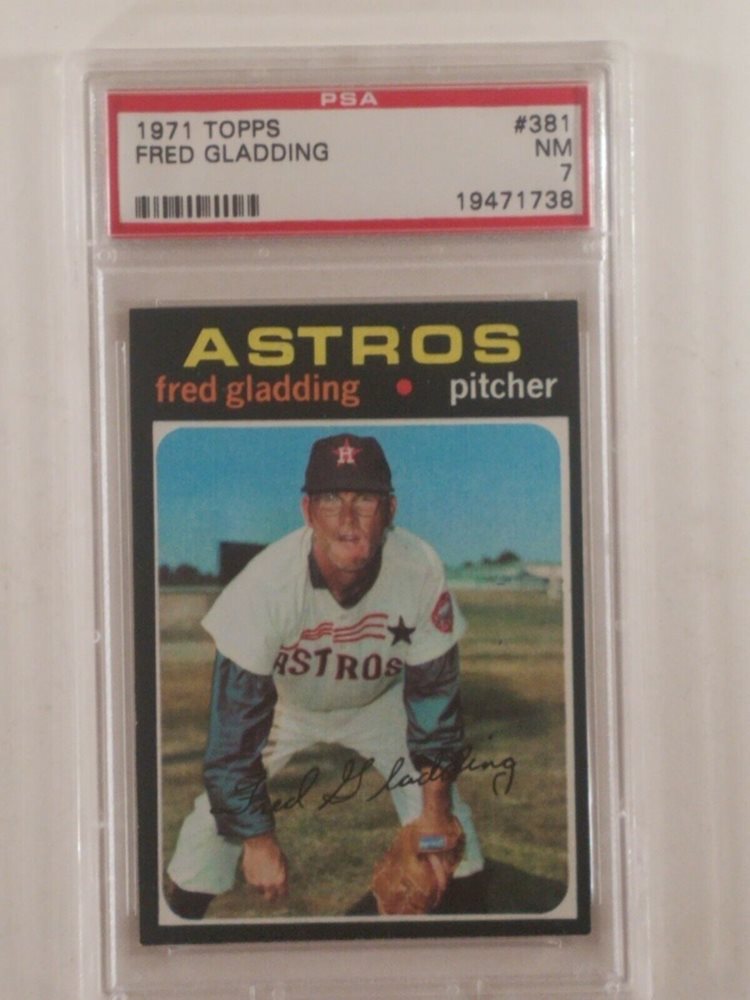 PSA
1971 TOPPS #381
FRED GLADDING NM
7
19471738
ASTROS
fred gladding • pitcher
H
ASTROS
Fred Gladding